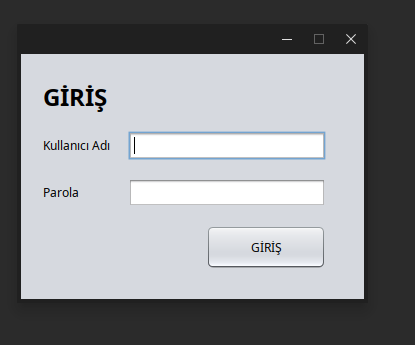 GİRİŞ
Kullanıcı Adı
Parola
GİRİŞ